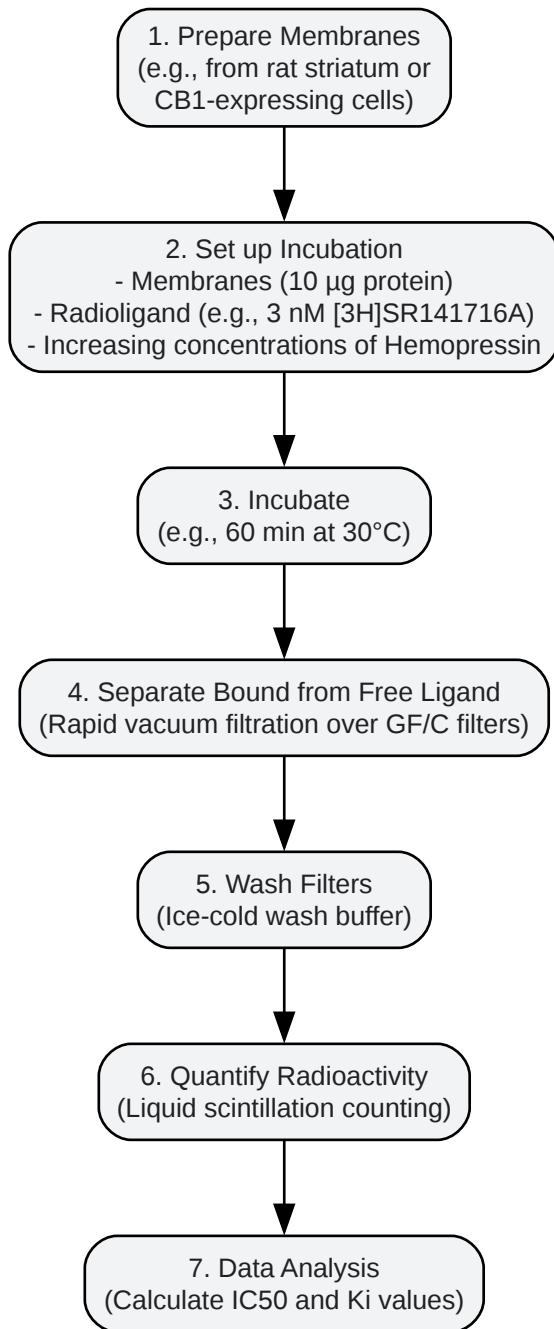 1. Prepare Membranes
(e.g., from rat striatum or
CB1-expressing cells)
2. Set up Incubation
- Membranes (10 µg protein)
- Radioligand (e.g., 3 nM [3H]SR141716A)
- Increasing concentrations of Hemopressin
3. Incubate
(e.g., 60 min at 30°C)
4. Separate Bound from Free Ligand
(Rapid vacuum filtration over GF/C filters)
5. Wash Filters
(Ice-cold wash buffer)
6. Quantify Radioactivity
(Liquid scintillation counting)
7. Data Analysis
(Calculate IC50 and Ki values)